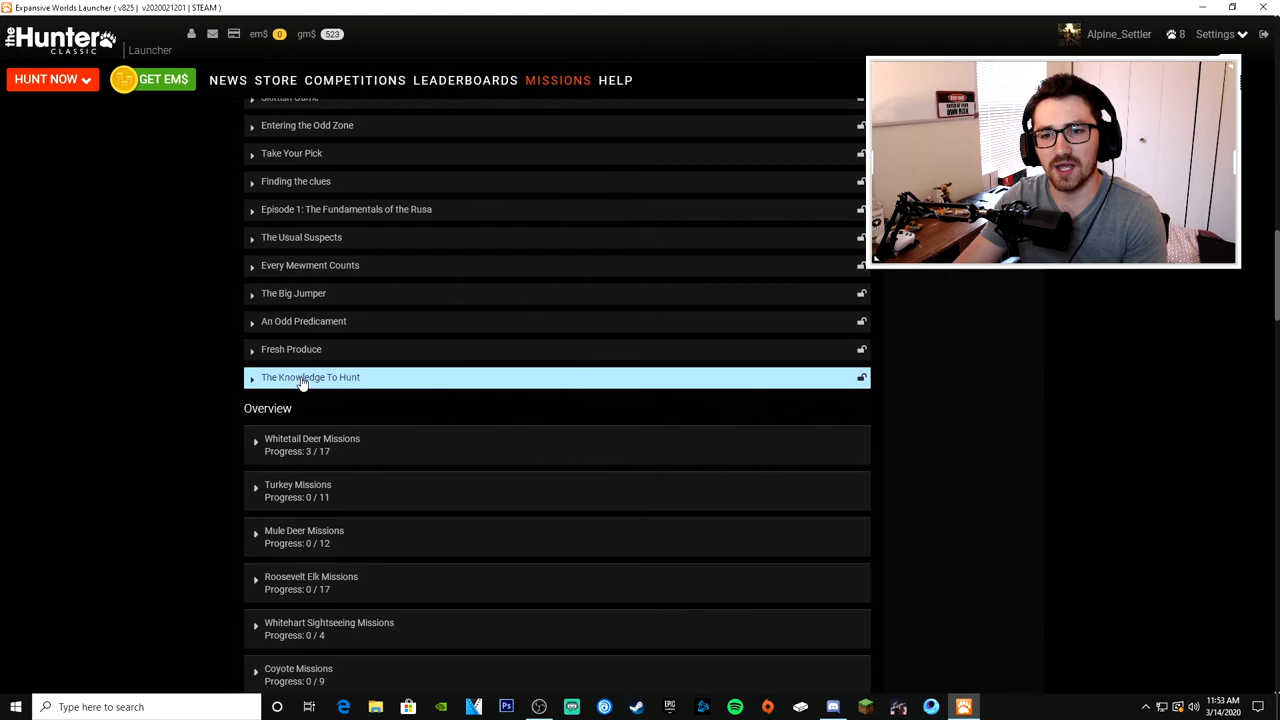 Expansive Worlds Launcher ( v825 | v2020021201 | STEAM )
theHunter CLASSIC | Launcher em$ 0 gm$ 523 Alpine_Settler 8 Settings
HUNT NOW GET EM$ NEWS STORE COMPETITIONS LEADERBOARDS MISSIONS HELP
Skittish Game
Entering the Odd Zone
Take Your Pick
Finding the clues
Episode 1: The Fundamentals of the Rusa
The Usual Suspects
Every Mewment Counts
The Big Jumper
An Odd Predicament
Fresh Produce
The Knowledge To Hunt
Overview
Whitetail Deer Missions
Progress: 3 / 17
Turkey Missions
Progress: 0 / 11
Mule Deer Missions
Progress: 0 / 12
Roosevelt Elk Missions
Progress: 0 / 17
Whitehart Sightseeing Missions
Progress: 0 / 4
Coyote Missions
Progress: 0 / 9
Type here to search
11:53 AM
3/14/2020